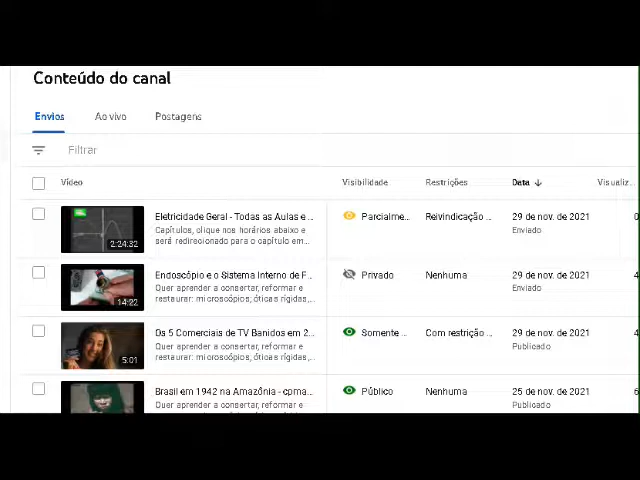 Conteúdo do canal
Envios Ao vivo Postagens
Filtrar
Vídeo Visibilidade Restrições Data Visualiz...
2:24:32
Eletricidade Geral - Todas as Aulas e ...
Capítulos, clique nos horários abaixo e
será redirecionado para o capítulo em...
Parcialme... Reivindicação ... 29 de nov. de 2021
Enviado
14:22
Endoscópio e o Sistema Interno de F...
Quer aprender a consertar, reformar e
restaurar: microscópios, óticas rígidas,...
Privado Nenhuma 29 de nov. de 2021
Enviado
5:01
Os 5 Comerciais de TV Banidos em 2...
Quer aprender a consertar, reformar e
restaurar: microscópios, óticas rígidas,...
Somente ... Com restrição ... 29 de nov. de 2021
Publicado
Brasil em 1942 na Amazônia - cpma...
Quer aprender a consertar, reformar e
Público Nenhuma 25 de nov. de 2021
Publicado